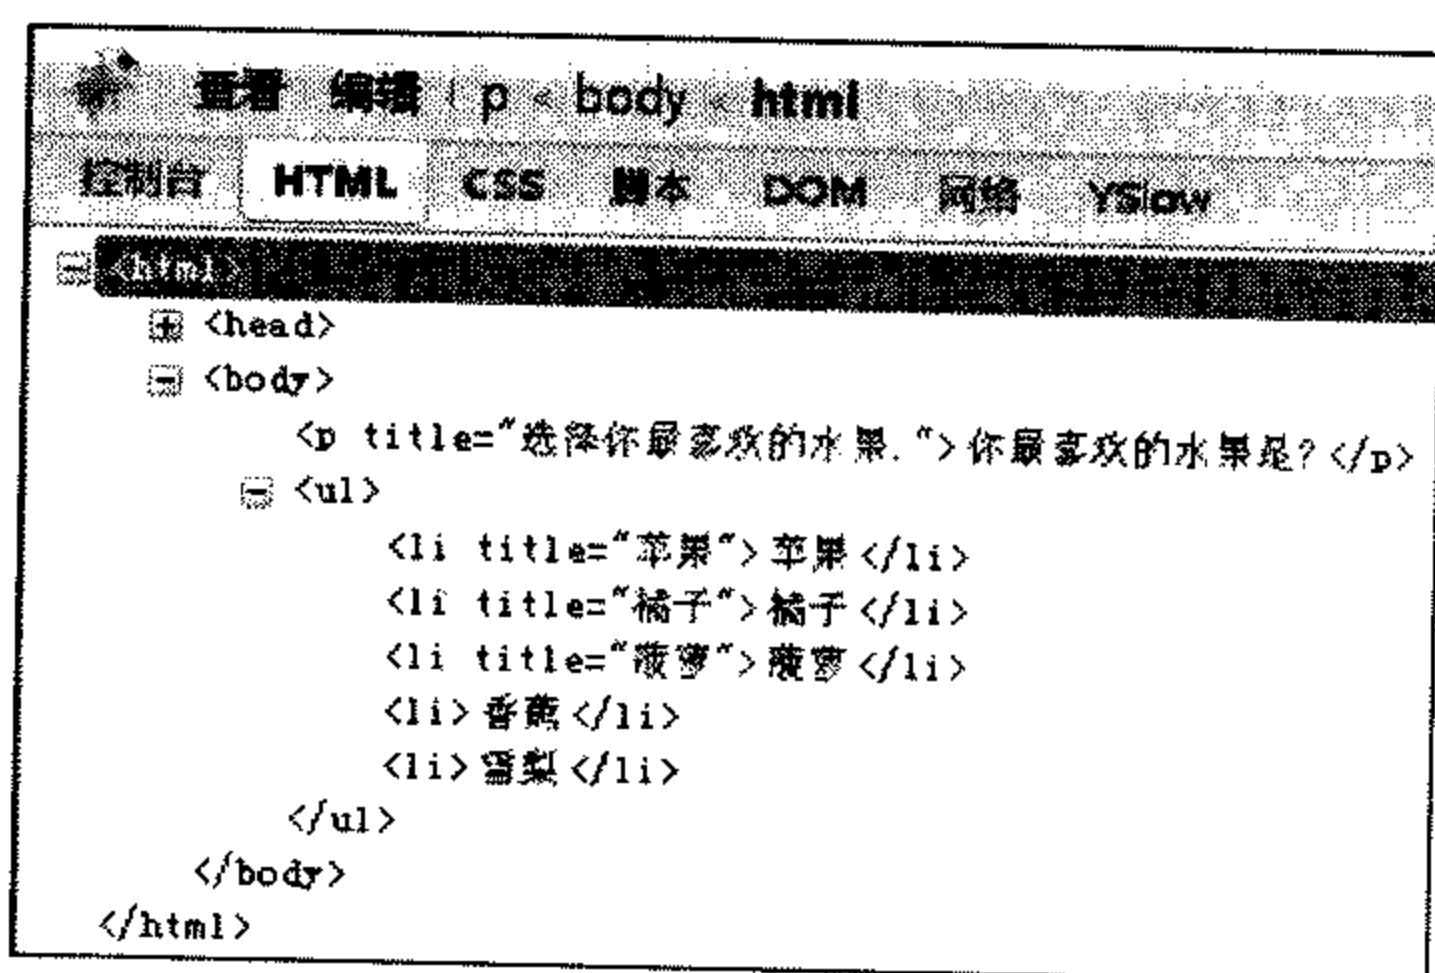 查看 编辑 | p < body < html
控制台 HTML CSS 脚本 DOM 网络 YSlow
<html>
<head>
<body>
<p title="选择你最喜欢的水果.">你最喜欢的水果是?</p>
<ul>
<li title="苹果">苹果</li>
<li title="橘子">橘子</li>
<li title="菠萝">菠萝</li>
<li>香蕉</li>
<li>雪梨</li>
</ul>
</body>
</html>